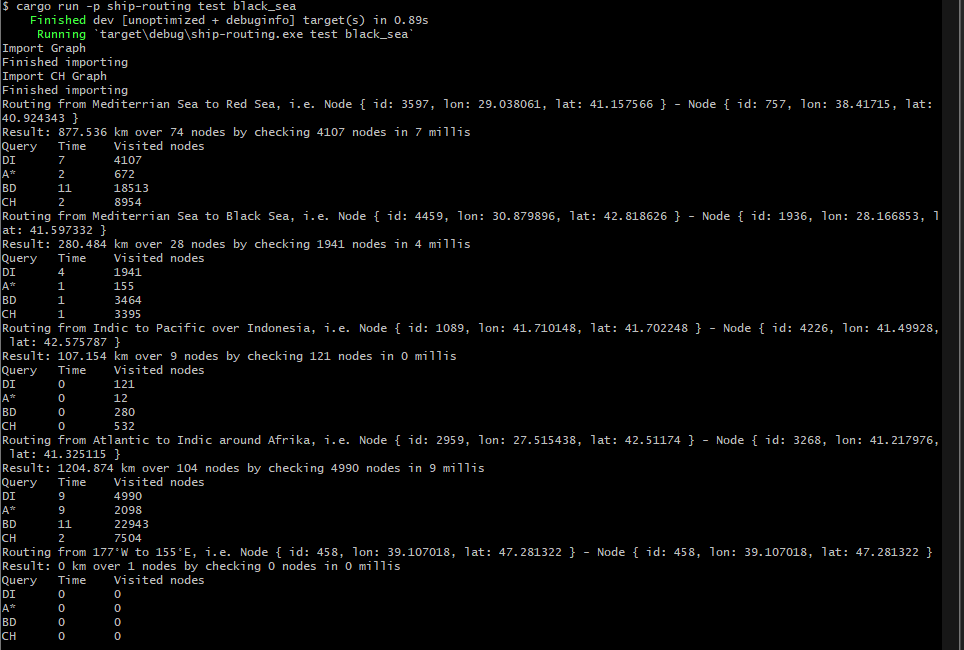 $ cargo run -p ship-routing test black_sea
    Finished dev [unoptimized + debuginfo] target(s) in 0.89s
     Running `target\debug\ship-routing.exe test black_sea`
Import Graph
Finished importing
Import CH Graph
Finished importing
Routing from Mediterrian Sea to Red Sea, i.e. Node { id: 3597, lon: 29.038061, lat: 41.157566 } - Node { id: 757, lon: 38.41715, lat:
40.924343 }
Result: 877.536 km over 74 nodes by checking 4107 nodes in 7 millis
Query   Time    Visited nodes
DI      7       4107
A*      2       672
BD      11      18513
CH      2       8954
Routing from Mediterrian Sea to Black Sea, i.e. Node { id: 4459, lon: 30.879896, lat: 42.818626 } - Node { id: 1936, lon: 28.166853, l
at: 41.597332 }
Result: 280.484 km over 28 nodes by checking 1941 nodes in 4 millis
Query   Time    Visited nodes
DI      4       1941
A*      1       155
BD      1       3464
CH      1       3395
Routing from Indic to Pacific over Indonesia, i.e. Node { id: 1089, lon: 41.710148, lat: 41.702248 } - Node { id: 4226, lon: 41.49928,
 lat: 42.575787 }
Result: 107.154 km over 9 nodes by checking 121 nodes in 0 millis
Query   Time    Visited nodes
DI      0       121
A*      0       12
BD      0       280
CH      0       532
Routing from Atlantic to Indic around Afrika, i.e. Node { id: 2959, lon: 27.515438, lat: 42.51174 } - Node { id: 3268, lon: 41.217976,
 lat: 41.325115 }
Result: 1204.874 km over 104 nodes by checking 4990 nodes in 9 millis
Query   Time    Visited nodes
DI      9       4990
A*      9       2098
BD      11      22943
CH      2       7504
Routing from 177°W to 155°E, i.e. Node { id: 458, lon: 39.107018, lat: 47.281322 } - Node { id: 458, lon: 39.107018, lat: 47.281322 }
Result: 0 km over 1 nodes by checking 0 nodes in 0 millis
Query   Time    Visited nodes
DI      0       0
A*      0       0
BD      0       0
CH      0       0